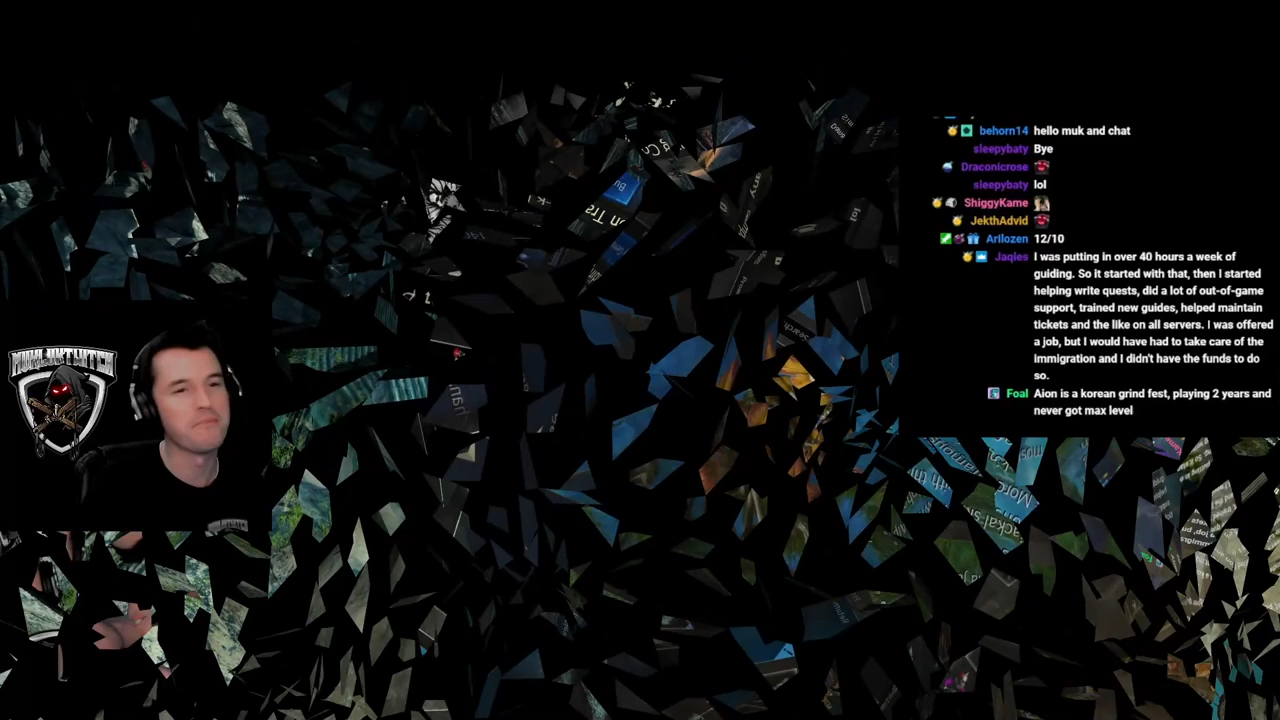 MUKLUKTWITCH
behorn14 hello muk and chat
sleepybaty Bye
Draconicrose
sleepybaty lol
ShiggyKame
JekthAdvid
Arilozen 12/10
Jaqles I was putting in over 40 hours a week of
guiding. So it started with that, then I started
helping write quests, did a lot of out-of-game
support, trained new guides, helped maintain
tickets and the like on all servers. I was offered
a job, but I would have had to take care of the
immigration and I didn't have the funds to do
so.
Foal Aion is a korean grind fest, playing 2 years and
never got max level